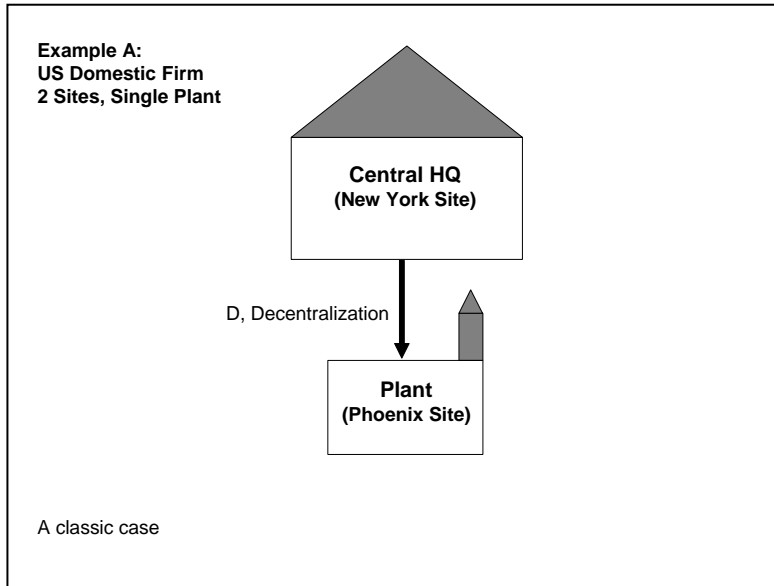 Example A:
US Domestic Firm
2 Sites, Single Plant
Central HQ
(New York Site)
D, Decentralization
Plant
(Phoenix Site)
A classic case